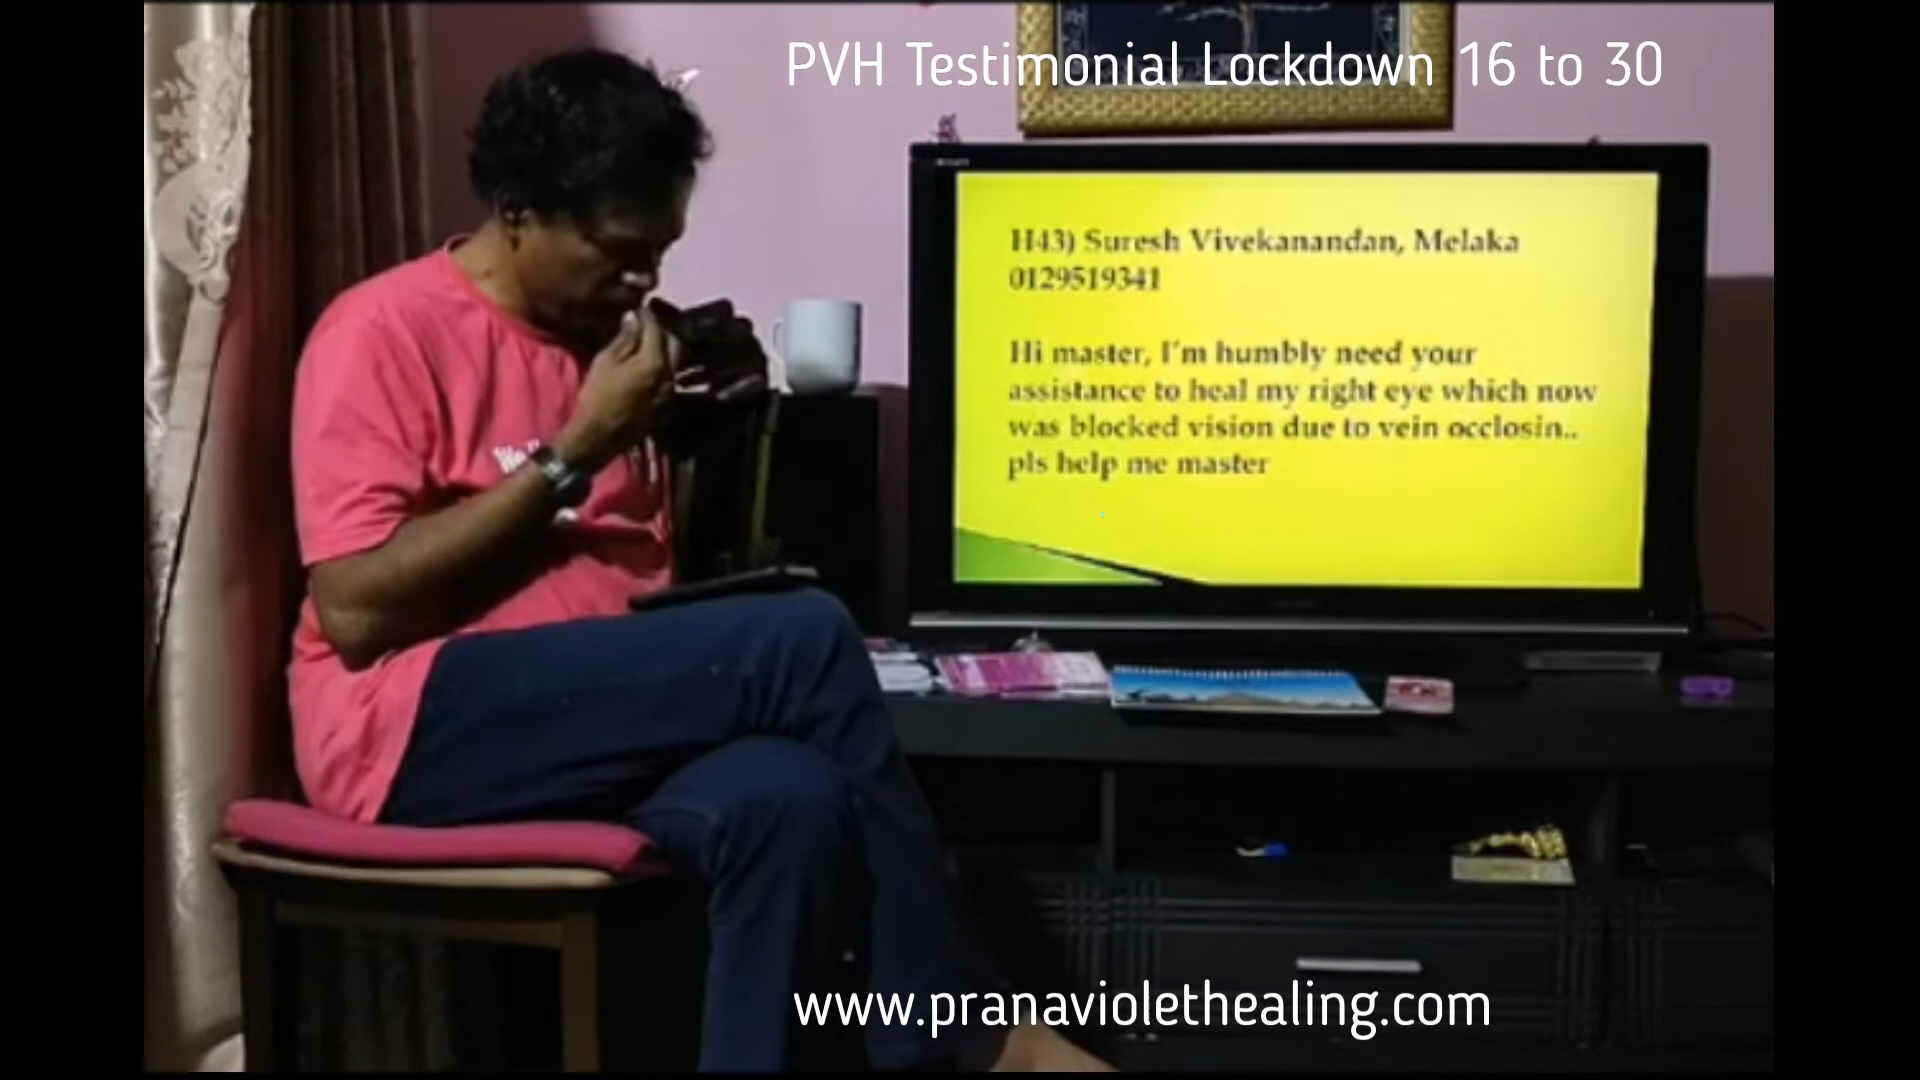 PVH Testimonial Lockdown 16 to 30
H43) Suresh Vivekanandan, Melaka
0129519341
Hi master, I'm humbly need your
assistance to heal my right eye which now
was blocked vision due to vein occlosin..
pls help me master
www.pranaviolethealing.com